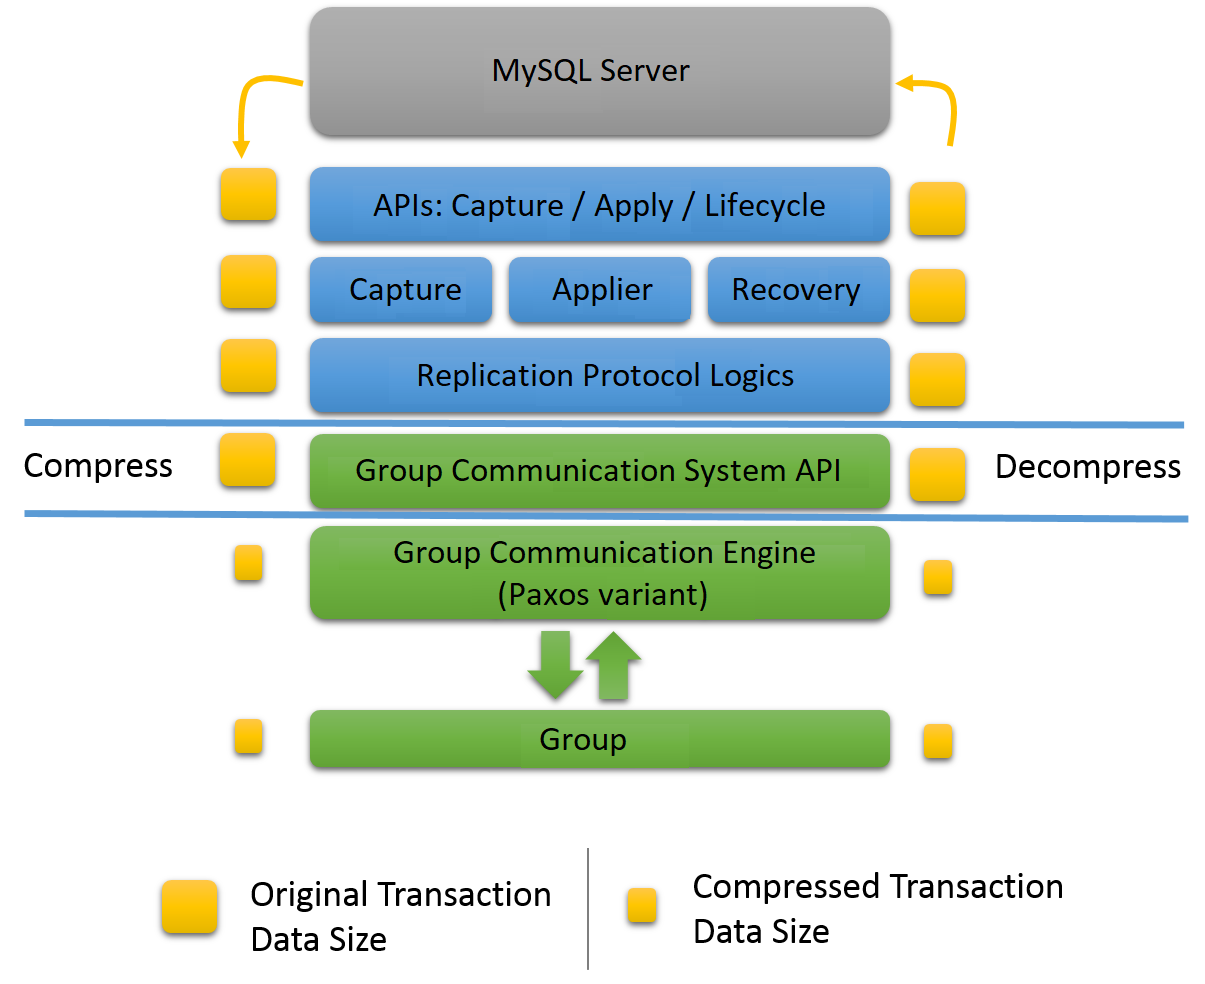 MySQL Server
APIs: Capture / Apply / Lifecycle
Capture
Applier
Recovery
Replication Protocol Logics
Compress
Group Communication System API
Decompress
Group Communication Engine
(Paxos variant)
Group
Original Transaction
Data Size
Compressed Transaction
Data Size